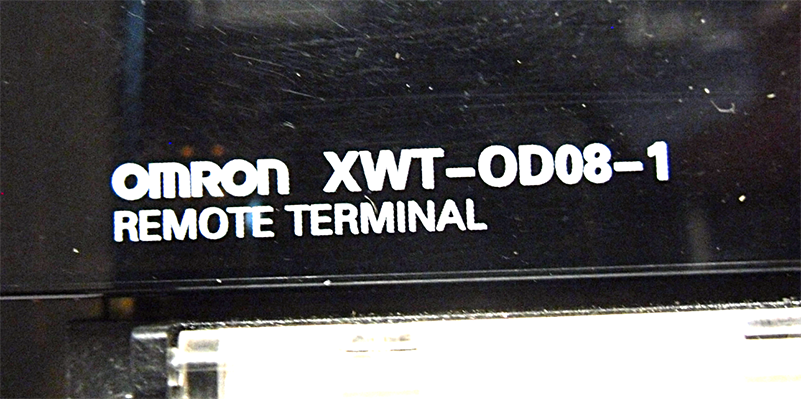 OMRON XWT-OD08-1
REMOTE TERMINAL